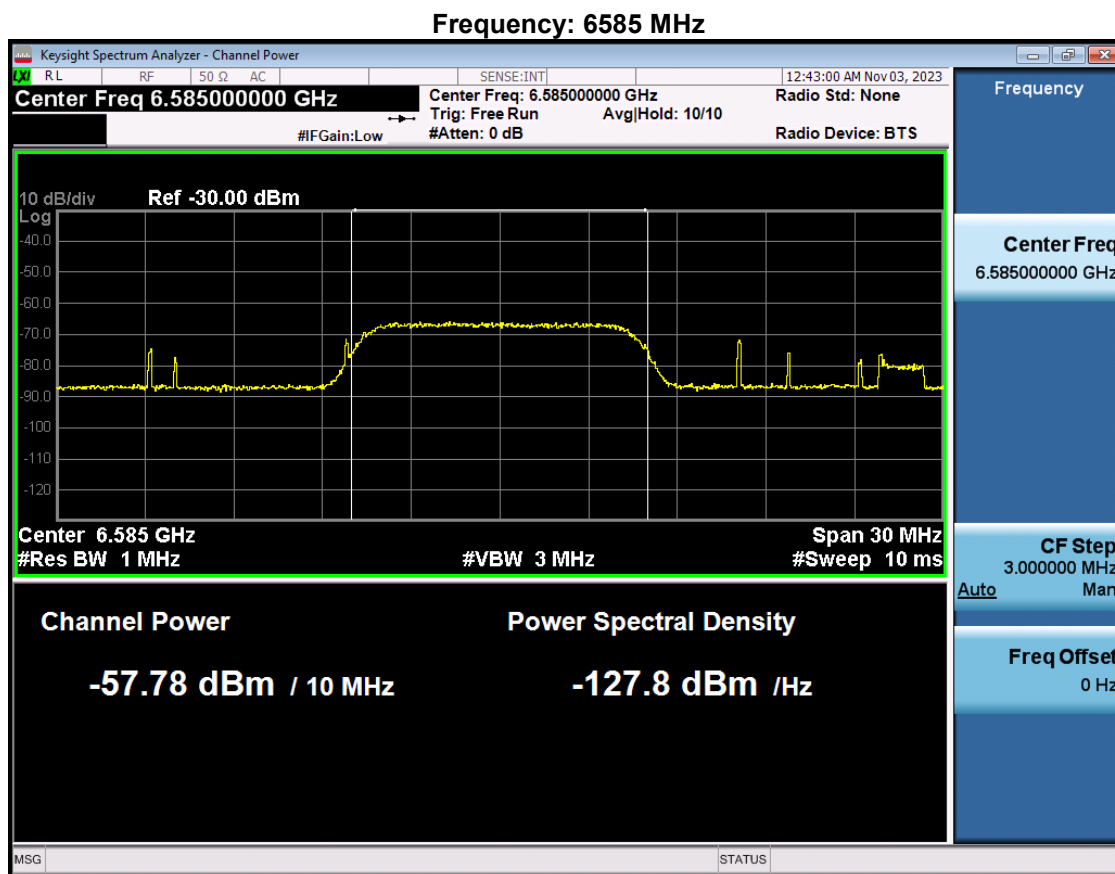 Frequency: 6585 MHz
Keysight Spectrum Analyzer - Channel Power
LXI RL RF 50 Ω AC SENSE:INT 12:43:00 AM Nov 03, 2023
Center Freq 6.585000000 GHz
#IFGain:Low
Center Freq: 6.585000000 GHz
Trig: Free Run Avg|Hold: 10/10
#Atten: 0 dB
Radio Std: None
Radio Device: BTS
10 dB/div Ref -30.00 dBm
Log
-40.0
-50.0
-60.0
-70.0
-80.0
-90.0
-100
-110
-120
Center 6.585 GHz Span 30 MHz
#Res BW 1 MHz #VBW 3 MHz #Sweep 10 ms
Channel Power Power Spectral Density
-57.78 dBm / 10 MHz -127.8 dBm /Hz
Frequency
Center Freq
6.585000000 GHz
CF Step
3.000000 MHz
Auto Man
Freq Offset
0 Hz
MSG STATUS